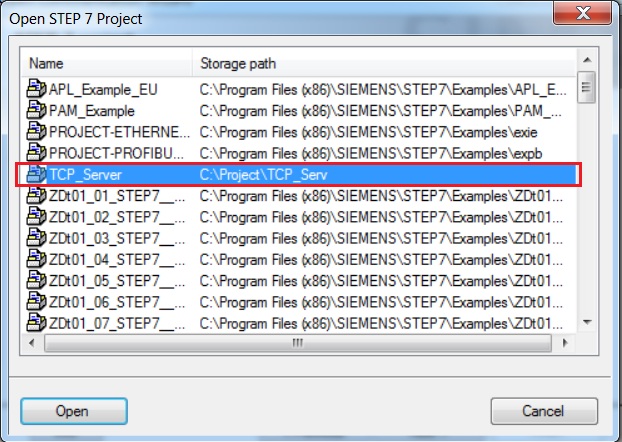 Open STEP 7 Project
Name Storage path
APL_Example_EU C:\Program Files (x86)\SIEMENS\STEP7\Examples\APL_E...
PAM_Example C:\Program Files (x86)\SIEMENS\STEP7\Examples\PAM_...
PROJECT-ETHERNE... C:\Program Files (x86)\SIEMENS\STEP7\Examples\exie
PROJECT-PROFIBU... C:\Program Files (x86)\SIEMENS\STEP7\Examples\expb
TCP_Server C:\Project\TCP_Serv
ZDt01_01_STEP7__... C:\Program Files (x86)\SIEMENS\STEP7\Examples\ZDt01...
ZDt01_02_STEP7__... C:\Program Files (x86)\SIEMENS\STEP7\Examples\ZDt01...
ZDt01_03_STEP7__... C:\Program Files (x86)\SIEMENS\STEP7\Examples\ZDt01...
ZDt01_04_STEP7__... C:\Program Files (x86)\SIEMENS\STEP7\Examples\ZDt01...
ZDt01_05_STEP7__... C:\Program Files (x86)\SIEMENS\STEP7\Examples\ZDt01...
ZDt01_06_STEP7__... C:\Program Files (x86)\SIEMENS\STEP7\Examples\ZDt01...
ZDt01_07_STEP7__... C:\Program Files (x86)\SIEMENS\STEP7\Examples\ZDt01...
Open Cancel